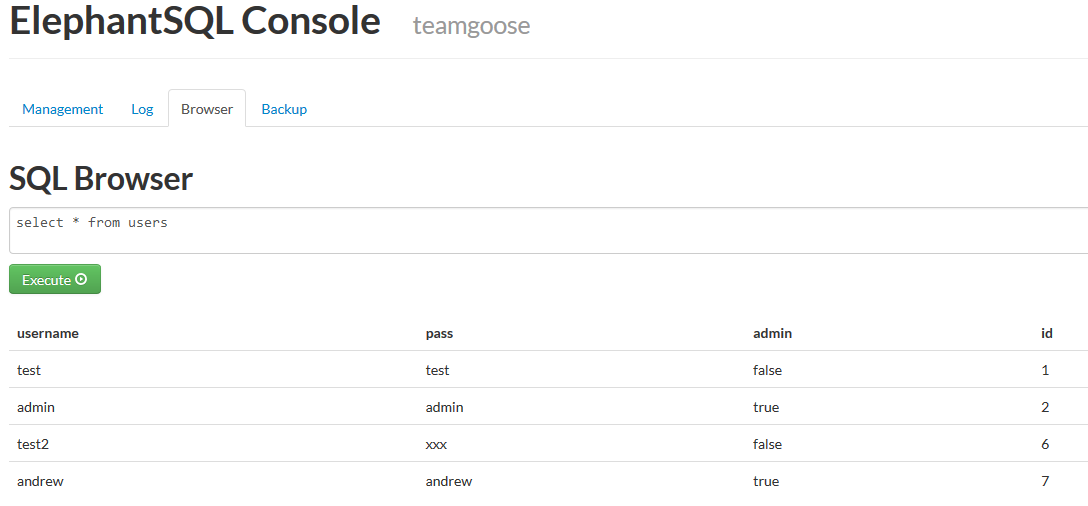 ElephantSQL Console teamgoose
Management Log Browser Backup
SQL Browser
select * from users
Execute
username pass admin id
test test false 1
admin admin true 2
test2 xxx false 6
andrew andrew true 7